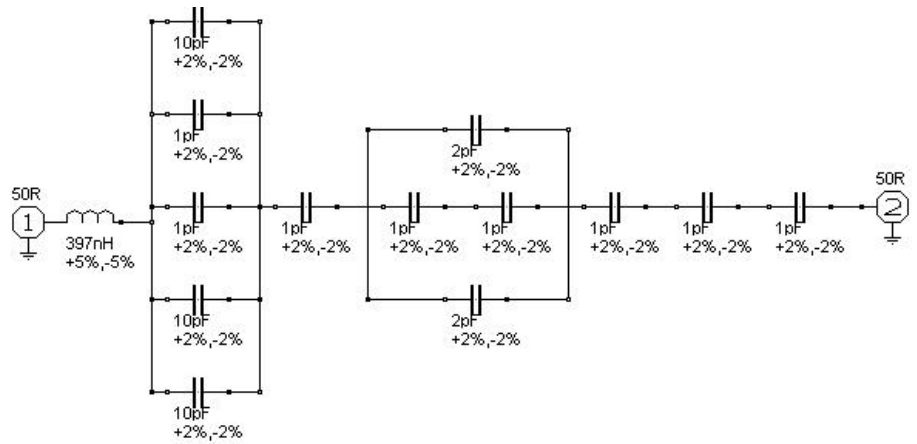 10pF
+2%,-2%
1pF
+2%,-2%
2pF
+2%,-2%
50R
1
397nH
+5%,-5%
1pF
+2%,-2%
1pF
+2%,-2%
1pF
+2%,-2%
1pF
+2%,-2%
1pF
+2%,-2%
1pF
+2%,-2%
1pF
+2%,-2%
50R
2
10pF
+2%,-2%
2pF
+2%,-2%
10pF
+2%,-2%